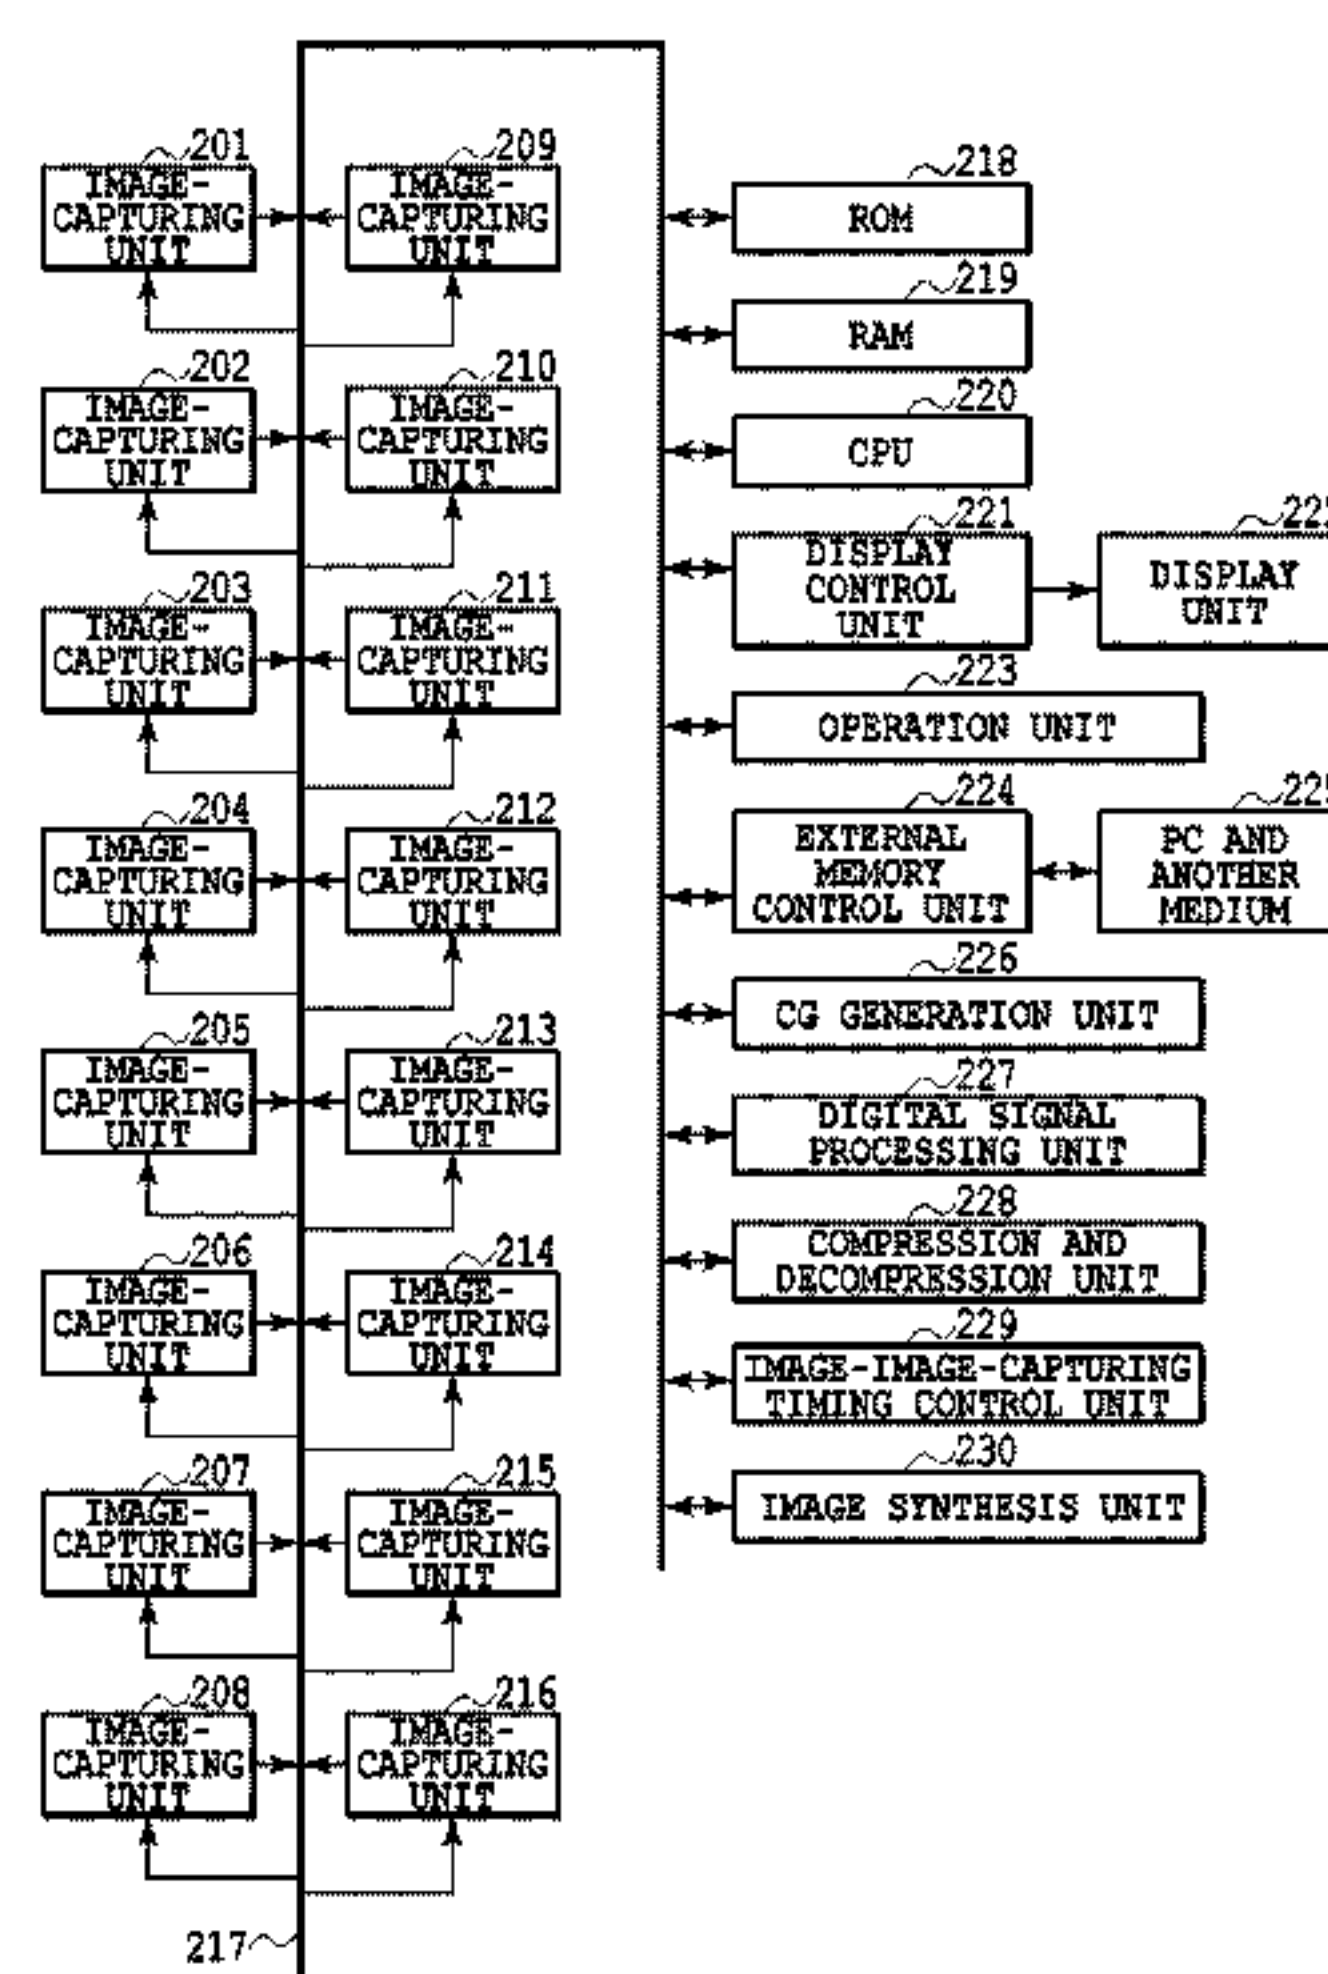 201
IMAGE-
CAPTURING
UNIT
209
IMAGE-
CAPTURING
UNIT
202
IMAGE-
CAPTURING
UNIT
210
IMAGE-
CAPTURING
UNIT
203
IMAGE-
CAPTURING
UNIT
211
IMAGE-
CAPTURING
UNIT
204
IMAGE-
CAPTURING
UNIT
212
IMAGE-
CAPTURING
UNIT
205
IMAGE-
CAPTURING
UNIT
213
IMAGE-
CAPTURING
UNIT
206
IMAGE-
CAPTURING
UNIT
214
IMAGE-
CAPTURING
UNIT
207
IMAGE-
CAPTURING
UNIT
215
IMAGE-
CAPTURING
UNIT
208
IMAGE-
CAPTURING
UNIT
216
IMAGE-
CAPTURING
UNIT
217
218
ROM
219
RAM
220
CPU
221
DISPLAY
CONTROL
UNIT
DISPLAY
UNIT
223
OPERATION UNIT
224
EXTERNAL
MEMORY
CONTROL UNIT
PC AND
ANOTHER
MEDIUM
226
CG GENERATION UNIT
227
DIGITAL SIGNAL
PROCESSING UNIT
228
COMPRESSION AND
DECOMPRESSION UNIT
229
IMAGE-IMAGE-CAPTURING
TIMING CONTROL UNIT
230
IMAGE SYNTHESIS UNIT